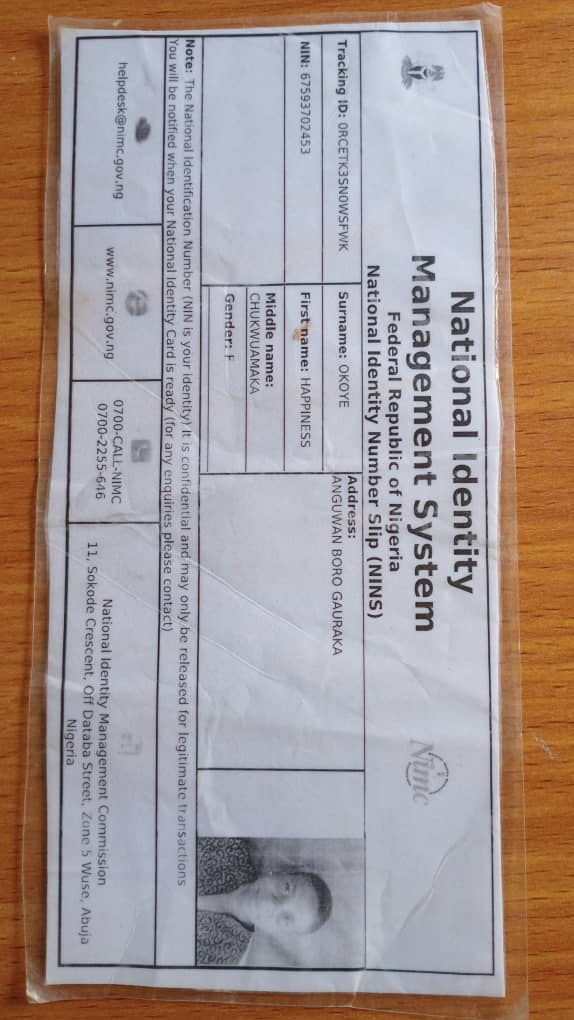 National Identity
Management System
Federal Republic of Nigeria
National Identity Number Slip (NINS)
Nimc
Tracking ID: 0RCETK3SN0WSFWK
Surname: OKOYE
Address:
ANGUWAN BORO GAURAKA
NIN: 67593702453
First name: HAPPINESS
Middle name:
CHUKWUAMAKA
Gender: F
Note: The National Identification Number (NIN is your identity) It is confidential and may only be released for legitimate transactions
You will be notified when your National Identity Card is ready (for any enquiries please contact)
helpdesk@nimc.gov.ng
www.nimc.gov.ng
0700-CALL-NIMC
0700-2255-646
National Identity Management Commission
11, Sokode Crescent, Off Databa Street, Zone 5 Wuse, Abuja
Nigeria